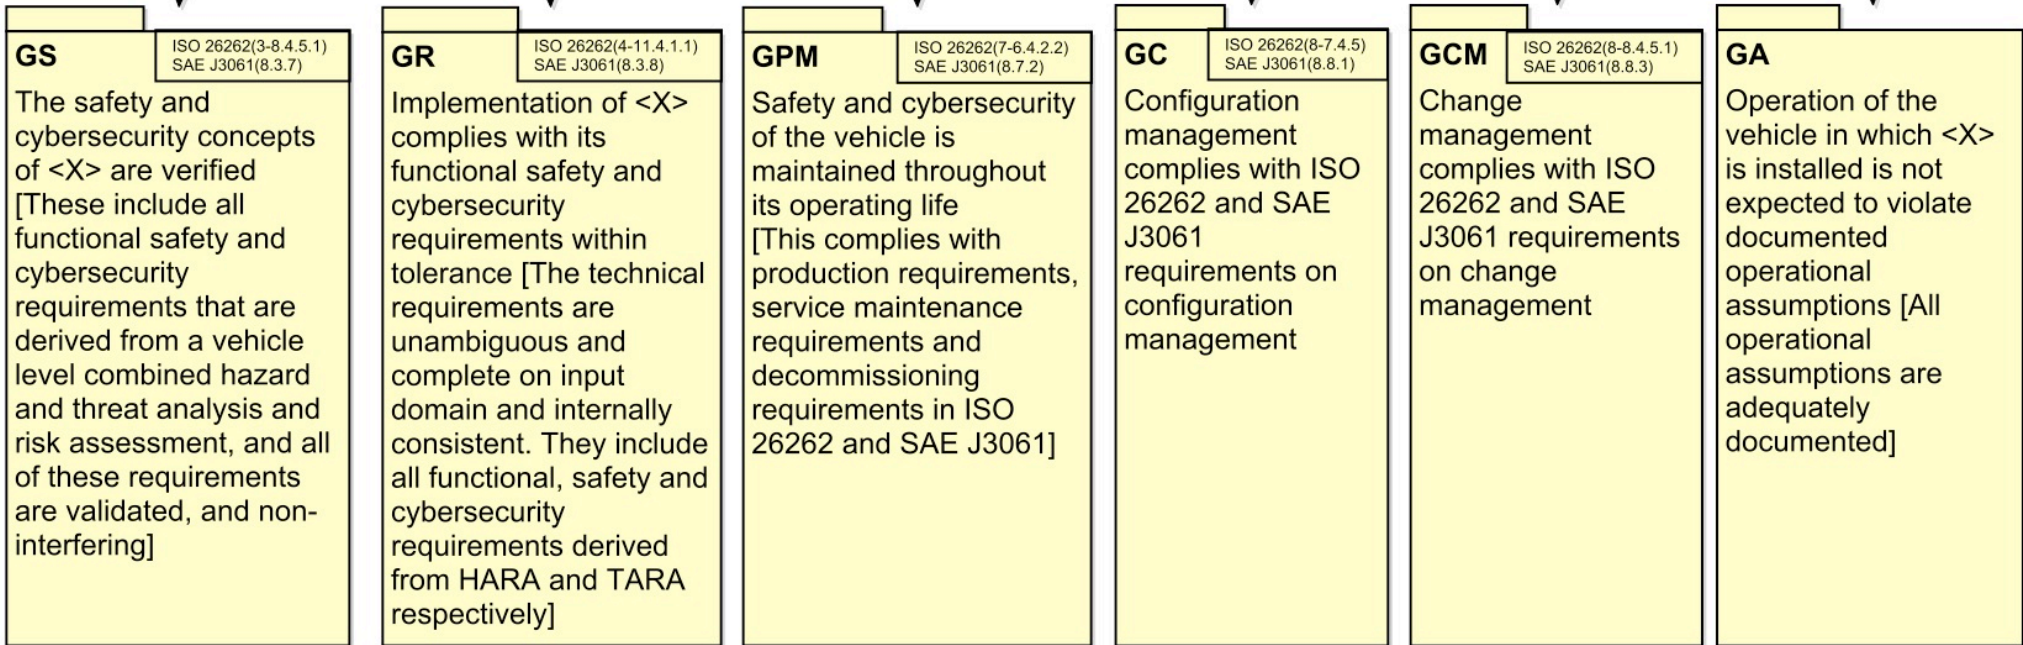 GS
ISO 26262(3-8.4.5.1)
SAE J3061(8.3.7)
The safety and
cybersecurity concepts
of <X> are verified
[These include all
functional safety and
cybersecurity
requirements that are
derived from a vehicle
level combined hazard
and threat analysis and
risk assessment, and all
of these requirements
are validated, and non-
interfering]
GR
ISO 26262(4-11.4.1.1)
SAE J3061(8.3.8)
Implementation of <X>
complies with its
functional safety and
cybersecurity
requirements within
tolerance [The technical
requirements are
unambiguous and
complete on input
domain and internally
consistent. They include
all functional, safety and
cybersecurity
requirements derived
from HARA and TARA
respectively]
GPM
ISO 26262(7-6.4.2.2)
SAE J3061(8.7.2)
Safety and cybersecurity
of the vehicle is
maintained throughout
its operating life
[This complies with
production requirements,
service maintenance
requirements and
decommissioning
requirements in ISO
26262 and SAE J3061]
GC
ISO 26262(8-7.4.5)
SAE J3061(8.8.1)
Configuration
management
complies with ISO
26262 and SAE
J3061
requirements on
configuration
management
GCM
ISO 26262(8-8.4.5.1)
SAE J3061(8.8.3)
Change
management
complies with ISO
26262 and SAE
J3061 requirements
on change
management
GA
Operation of the
vehicle in which <X>
is installed is not
expected to violate
documented
operational
assumptions [All
operational
assumptions are
adequately
documented]